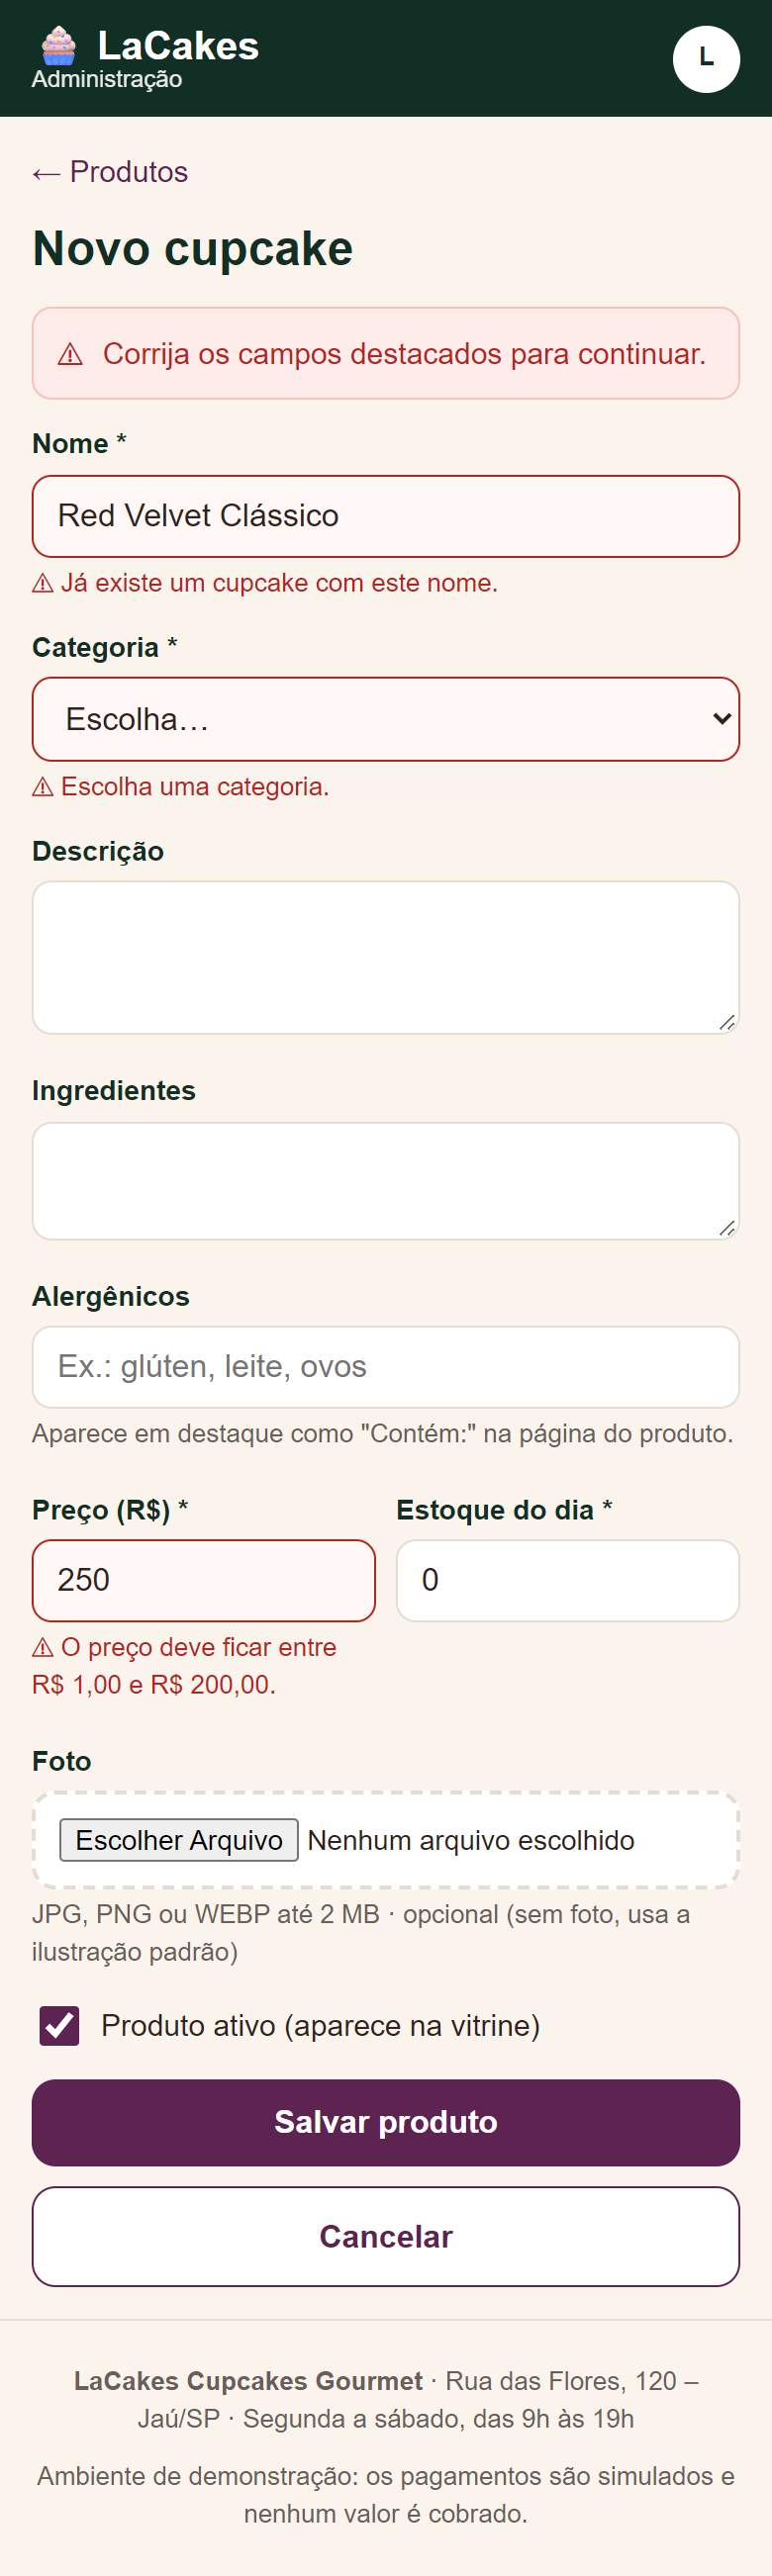 LaCakes
Administração
L
← Produtos
Novo cupcake
⚠ Corrija os campos destacados para continuar.
Nome *
Red Velvet Clássico
⚠ Já existe um cupcake com este nome.
Categoria *
Escolha...
⚠ Escolha uma categoria.
Descrição
Ingredientes
Alergênicos
Ex.: glúten, leite, ovos
Aparece em destaque como "Contém:" na página do produto.
Preço (R$) *
Estoque do dia *
250
0
⚠ O preço deve ficar entre
R$ 1,00 e R$ 200,00.
Foto
Escolher Arquivo Nenhum arquivo escolhido
JPG, PNG ou WEBP até 2 MB · opcional (sem foto, usa a
ilustração padrão)
Produto ativo (aparece na vitrine)
Salvar produto
Cancelar
LaCakes Cupcakes Gourmet · Rua das Flores, 120 –
Jaú/SP · Segunda a sábado, das 9h às 19h
Ambiente de demonstração: os pagamentos são simulados e
nenhum valor é cobrado.